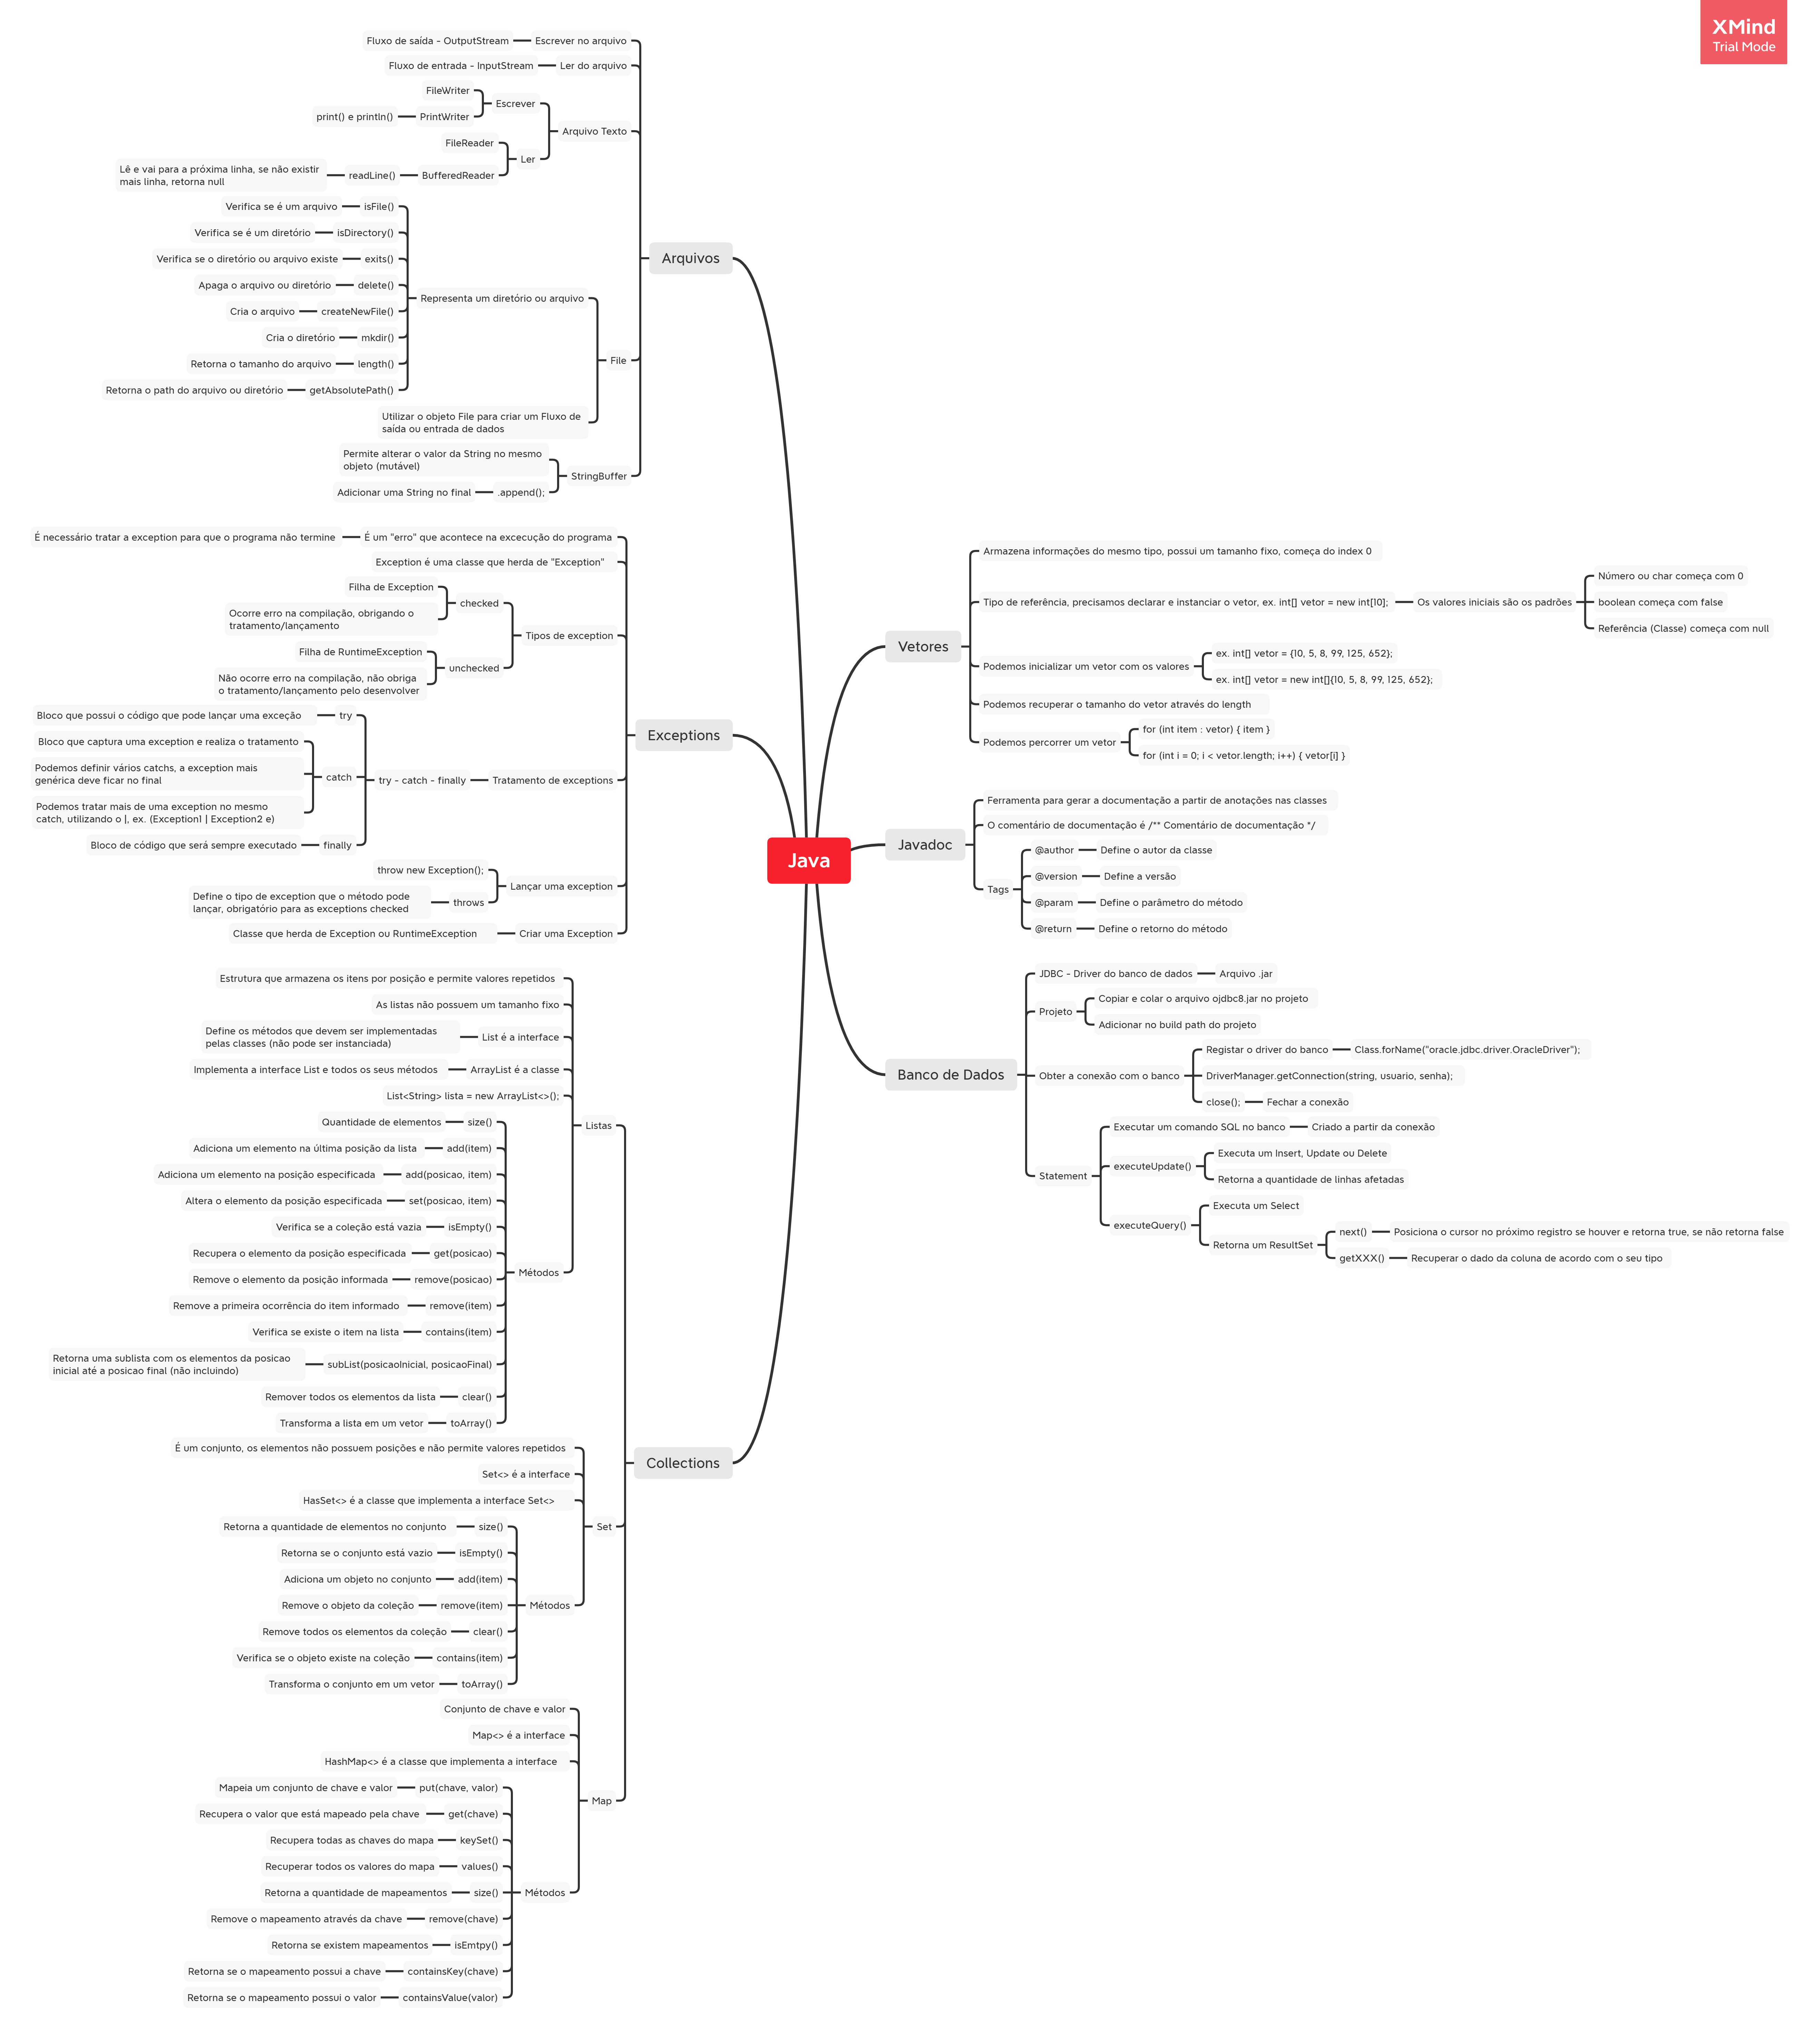 XMind
Trial Mode
Java
Arquivos
Escrever no arquivo
Fluxo de saída - OutputStream
Ler do arquivo
Fluxo de entrada - InputStream
Arquivo Texto
Escrever
FileWriter
PrintWriter
print() e println()
Ler
FileReader
BufferedReader
readLine()
Lê e vai para a próxima linha, se não existir
mais linha, retorna null
File
Representa um diretório ou arquivo
isFile()
Verifica se é um arquivo
isDirectory()
Verifica se é um diretório
exits()
Verifica se o diretório ou arquivo existe
delete()
Apaga o arquivo ou diretório
createNewFile()
Cria o arquivo
mkdir()
Cria o diretório
length()
Retorna o tamanho do arquivo
getAbsolutePath()
Retorna o path do arquivo ou diretório
Utilizar o objeto File para criar um Fluxo de
saída ou entrada de dados
StringBuffer
Permite alterar o valor da String no mesmo
objeto (mutável)
.append();
Adicionar uma String no final
Exceptions
É um "erro" que acontece na excecução do programa
É necessário tratar a exception para que o programa não termine
Exception é uma classe que herda de "Exception"
Tipos de exception
checked
Filha de Exception
Ocorre erro na compilação, obrigando o
tratamento/lançamento
unchecked
Filha de RuntimeException
Não ocorre erro na compilação, não obriga
o tratamento/lançamento pelo desenvolver
Tratamento de exceptions
try - catch - finally
try
Bloco que possui o código que pode lançar uma exceção
catch
Bloco que captura uma exception e realiza o tratamento
Podemos definir vários catchs, a exception mais
genérica deve ficar no final
Podemos tratar mais de uma exception no mesmo
catch, utilizando o |, ex. (Exception1 | Exception2 e)
finally
Bloco de código que será sempre executado
Lançar uma exception
throw new Exception();
throws
Define o tipo de exception que o método pode
lançar, obrigatório para as exceptions checked
Criar uma Exception
Classe que herda de Exception ou RuntimeException
Collections
Listas
Estrutura que armazena os itens por posição e permite valores repetidos
As listas não possuem um tamanho fixo
List é a interface
Define os métodos que devem ser implementadas
pelas classes (não pode ser instanciada)
ArrayList é a classe
Implementa a interface List e todos os seus métodos
List<String> lista = new ArrayList<>();
Métodos
size()
Quantidade de elementos
add(item)
Adiciona um elemento na última posição da lista
add(posicao, item)
Adiciona um elemento na posição especificada
set(posicao, item)
Altera o elemento da posição especificada
isEmpty()
Verifica se a coleção está vazia
get(posicao)
Recupera o elemento da posição especificada
remove(posicao)
Remove o elemento da posição informada
remove(item)
Remove a primeira ocorrência do item informado
contains(item)
Verifica se existe o item na lista
subList(posicaoInicial, posicaoFinal)
Retorna uma sublista com os elementos da posicao
inicial até a posicao final (não incluindo)
clear()
Remover todos os elementos da lista
toArray()
Transforma a lista em um vetor
Set
É um conjunto, os elementos não possuem posições e não permite valores repetidos
Set<> é a interface
HasSet<> é a classe que implementa a interface Set<>
Métodos
size()
Retorna a quantidade de elementos no conjunto
isEmpty()
Retorna se o conjunto está vazio
add(item)
Adiciona um objeto no conjunto
remove(item)
Remove o objeto da coleção
clear()
Remove todos os elementos da coleção
contains(item)
Verifica se o objeto existe na coleção
toArray()
Transforma o conjunto em um vetor
Map
Conjunto de chave e valor
Map<> é a interface
HashMap<> é a classe que implementa a interface
Métodos
put(chave, valor)
Mapeia um conjunto de chave e valor
get(chave)
Recupera o valor que está mapeado pela chave
keySet()
Recupera todas as chaves do mapa
values()
Recuperar todos os valores do mapa
size()
Retorna a quantidade de mapeamentos
remove(chave)
Remove o mapeamento através da chave
isEmtpy()
Retorna se existem mapeamentos
containsKey(chave)
Retorna se o mapeamento possui a chave
containsValue(valor)
Retorna se o mapeamento possui o valor
Vetores
Armazena informações do mesmo tipo, possui um tamanho fixo, começa do index 0
Tipo de referência, precisamos declarar e instanciar o vetor, ex. int[] vetor = new int[10];
Os valores iniciais são os padrões
Número ou char começa com 0
boolean começa com false
Referência (Classe) começa com null
Podemos inicializar um vetor com os valores
ex. int[] vetor = {10, 5, 8, 99, 125, 652};
ex. int[] vetor = new int[]{10, 5, 8, 99, 125, 652};
Podemos recuperar o tamanho do vetor através do length
Podemos percorrer um vetor
for (int item : vetor) { item }
for (int i = 0; i < vetor.length; i++) { vetor[i] }
Javadoc
Ferramenta para gerar a documentação a partir de anotações nas classes
O comentário de documentação é /** Comentário de documentação */
Tags
@author
Define o autor da classe
@version
Define a versão
@param
Define o parâmetro do método
@return
Define o retorno do método
Banco de Dados
JDBC - Driver do banco de dados
Arquivo .jar
Projeto
Copiar e colar o arquivo ojdbc8.jar no projeto
Adicionar no build path do projeto
Obter a conexão com o banco
Registar o driver do banco
Class.forName("oracle.jdbc.driver.OracleDriver");
DriverManager.getConnection(string, usuario, senha);
close();
Fechar a conexão
Statement
Executar um comando SQL no banco
Criado a partir da conexão
executeUpdate()
Executa um Insert, Update ou Delete
Retorna a quantidade de linhas afetadas
executeQuery()
Executa um Select
Retorna um ResultSet
next()
Posiciona o cursor no próximo registro se houver e retorna true, se não retorna false
getXXX()
Recuperar o dado da coluna de acordo com o seu tipo